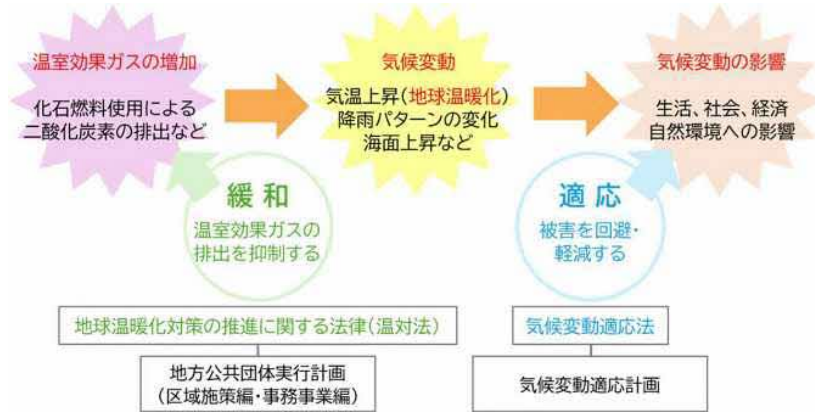 温室効果ガスの増加
化石燃料使用による
二酸化炭素の排出など
気候変動
気温上昇(地球温暖化)
降雨パターンの変化
海面上昇など
気候変動の影響
生活、社会、経済
自然環境への影響
緩和
温室効果ガスの
排出を抑制する
適応
被害を回避・
軽減する
地球温暖化対策の推進に関する法律(温対法)
地方公共団体実行計画
(区域施策編・事務事業編)
気候変動適応法
気候変動適応計画